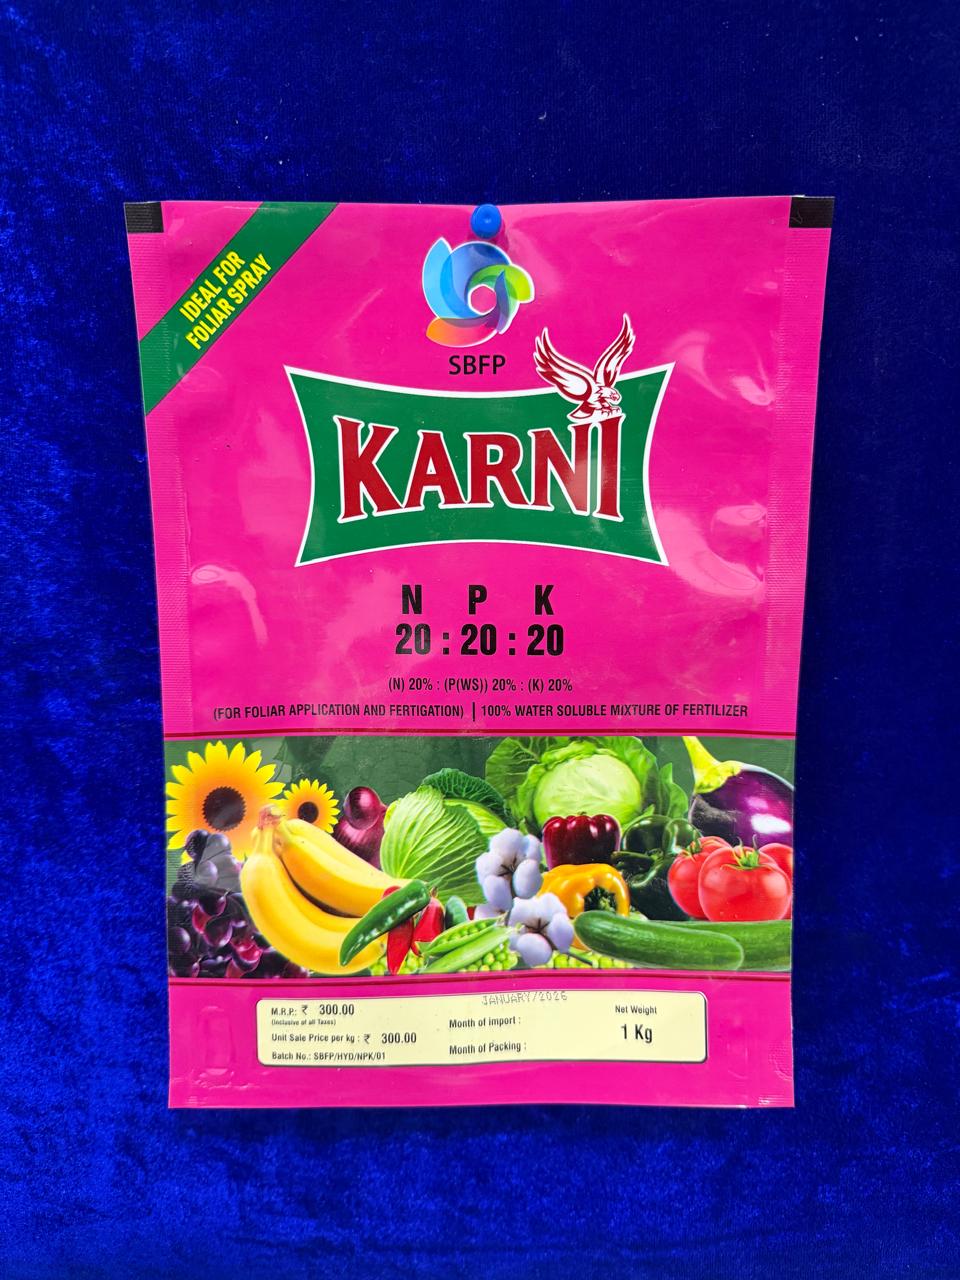 IDEAL FOR
FOLIAR SPRAY
SBFP
KARNI
N P K
20 : 20 : 20
(N) 20% : (P(WS)) 20% : (K) 20%
(FOR FOLIAR APPLICATION AND FERTIGATION) | 100% WATER SOLUBLE MIXTURE OF FERTILIZER
M.R.P.: ₹ 300.00
(Inclusive of all Taxes)
Unit Sale Price per kg : ₹ 300.00
Batch No.: SBFP/HYD/NPK/01
JANUARY/2026
Month of import :
Month of Packing :
Net Weight
1 Kg